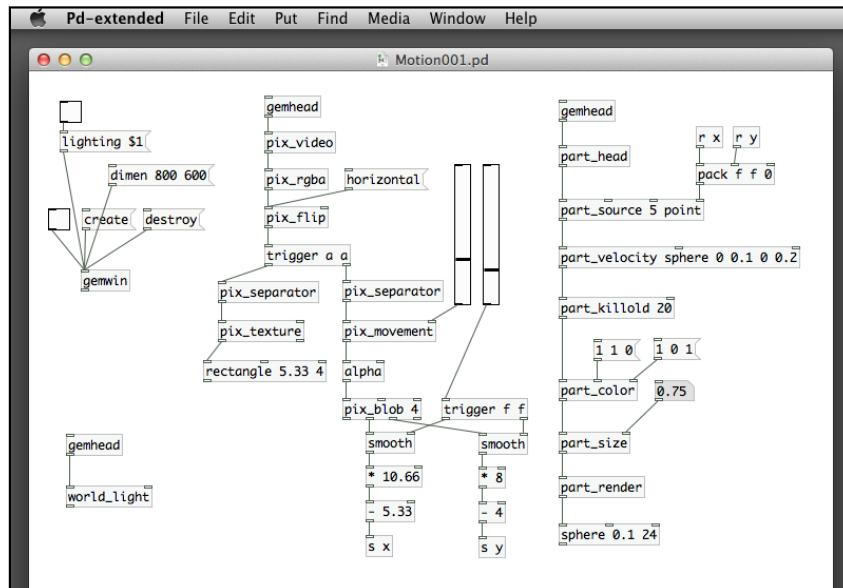 Pd-extended File Edit Put Find Media Window Help
Motion001.pd
lighting $1
dimen 800 600
create destroy
gemwin
gemhead
world_light
gemhead
pix_video
pix_rgba horizontal
pix_flip
trigger a a
pix_separator pix_separator
pix_texture pix_movement
rectangle 5.33 4 alpha
pix_blob 4 trigger f f
smooth smooth
* 10.66 * 8
- 5.33 - 4
s x s y
gemhead
r x r y
part_head
pack f f 0
part_source 5 point
part_velocity sphere 0 0.1 0 0.2
part_killold 20
1 1 0 1 0 1
part_color 0.75
part_size
part_render
sphere 0.1 24